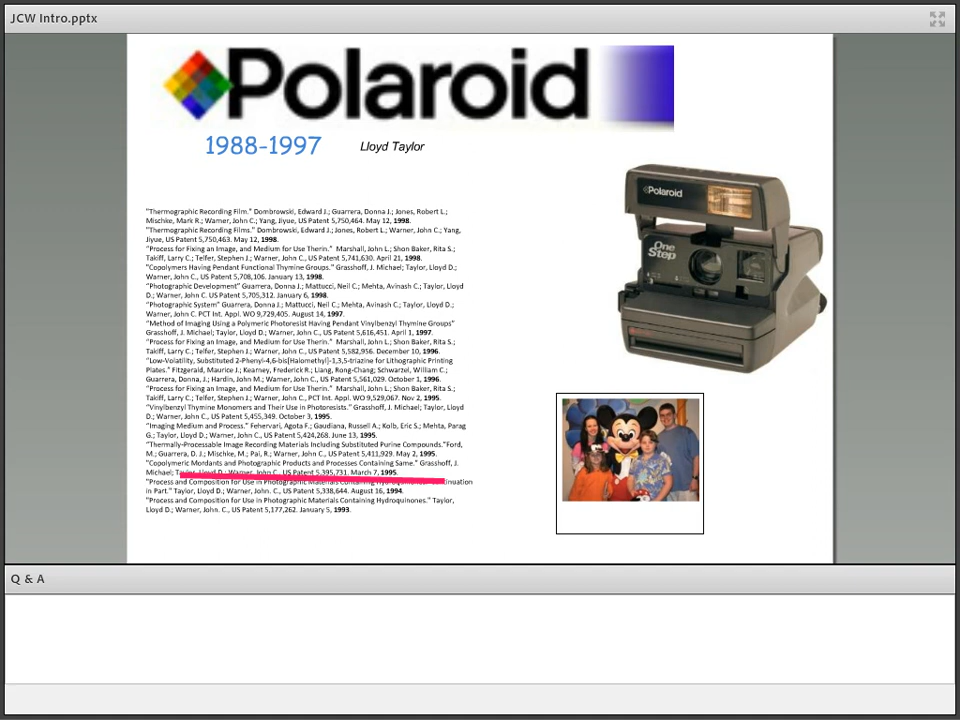 JCW Intro.pptx
Polaroid
1988-1997 Lloyd Taylor
"Thermographic Recording Film." Dombrowski, Edward J.; Guarrera, Donna J.; Jones, Robert L.;
Mischke, Mark R.; Warner, John C.; Yang, Jiyue, US Patent 5,750,464. May 12, 1998.
"Thermographic Recording Films." Dombrowski, Edward J.; Jones, Robert L.; Warner, John C.; Yang,
Jiyue, US Patent 5,750,463. May 12, 1998.
"Process for Fixing an Image, and Medium for Use Therin." Marshall, John L.; Shon Baker, Rita S.;
Takiff, Larry C.; Telfer, Stephen J.; Warner, John C., US Patent 5,741,630. April 21, 1998.
"Copolymers Having Pendant Functional Thymine Groups." Grasshoff, J. Michael; Taylor, Lloyd D.;
Warner, John C., US Patent 5,708,106. January 13, 1998.
"Photographic Development" Guarrera, Donna J.; Mattucci, Neil C.; Mehta, Avinash C.; Taylor, Lloyd
D.; Warner, John C. US Patent 5,705,312. January 6, 1998.
"Photographic System" Guarrera, Donna J.; Mattucci, Neil C.; Mehta, Avinash C.; Taylor, Lloyd D.;
Warner, John C. PCT Int. Appl. WO 9,729,405. August 14, 1997.
"Method of Imaging Using a Polymeric Photoresist Having Pendant Vinylbenzyl Thymine Groups"
Grasshoff, J. Michael; Taylor, Lloyd D.; Warner, John C., US Patent 5,616,451. April 1, 1997.
"Process for Fixing an Image, and Medium for Use Therin." Marshall, John L.; Shon Baker, Rita S.;
Takiff, Larry C.; Telfer, Stephen J.; Warner, John C., US Patent 5,582,956. December 10, 1996.
"Low-Volatility, Substituted 2-Phenyl-4,6-bis(Halomethyl)-1,3,5-triazine for Lithographic Printing
Plates." Fitzgerald, Maurice J.; Kearney, Frederick R.; Liang, Rong-Chang; Schwarzel, William C.;
Guarrera, Donna, J.; Hardin, John M.; Warner, John C., US Patent 5,561,029. October 1, 1996.
"Process for Fixing an Image, and Medium for Use Therin." Marshall, John L.; Shon Baker, Rita S.;
Takiff, Larry C.; Telfer, Stephen J.; Warner, John C., PCT Int. Appl. WO 9,529,067. Nov 2, 1995.
"Vinylbenzyl Thymine Monomers and Their Use in Photoresists." Grasshoff, J. Michael; Taylor, Lloyd
D.; Warner, John C., US Patent 5,455,349. October 3, 1995.
"Imaging Medium and Process." Fehervari, Agota F.; Gaudiana, Russell A.; Kolb, Eric S.; Mehta, Parag
G.; Taylor, Lloyd D.; Warner, John C., US Patent 5,424,268. June 13, 1995.
"Thermally-Processable Image Recording Materials Including Substituted Purine Compounds."Ford,
M.; Guarrera, D. J.; Mischke, M.; Pai, R.; Warner, J. C., US Patent 5,411,929. May 2, 1995.
"Copolymeric Mordants and Photographic Products and Processes Containing Same." Grasshoff, J.
Michael; Taylor, Lloyd D.; Warner, John C., US Patent 5,395,731. March 7, 1995.
"Process and Composition for Use in Photographic Materials Containing
in Part." Taylor, Lloyd D.; Warner, John C., US Patent 5,338,644. August 16, 1994.
"Process and Composition for Use in Photographic Materials Containing Hydroquinones." Taylor,
Lloyd D.; Warner, John. C., US Patent 5,177,262. January 5, 1993.
Polaroid
One
Step
Q & A